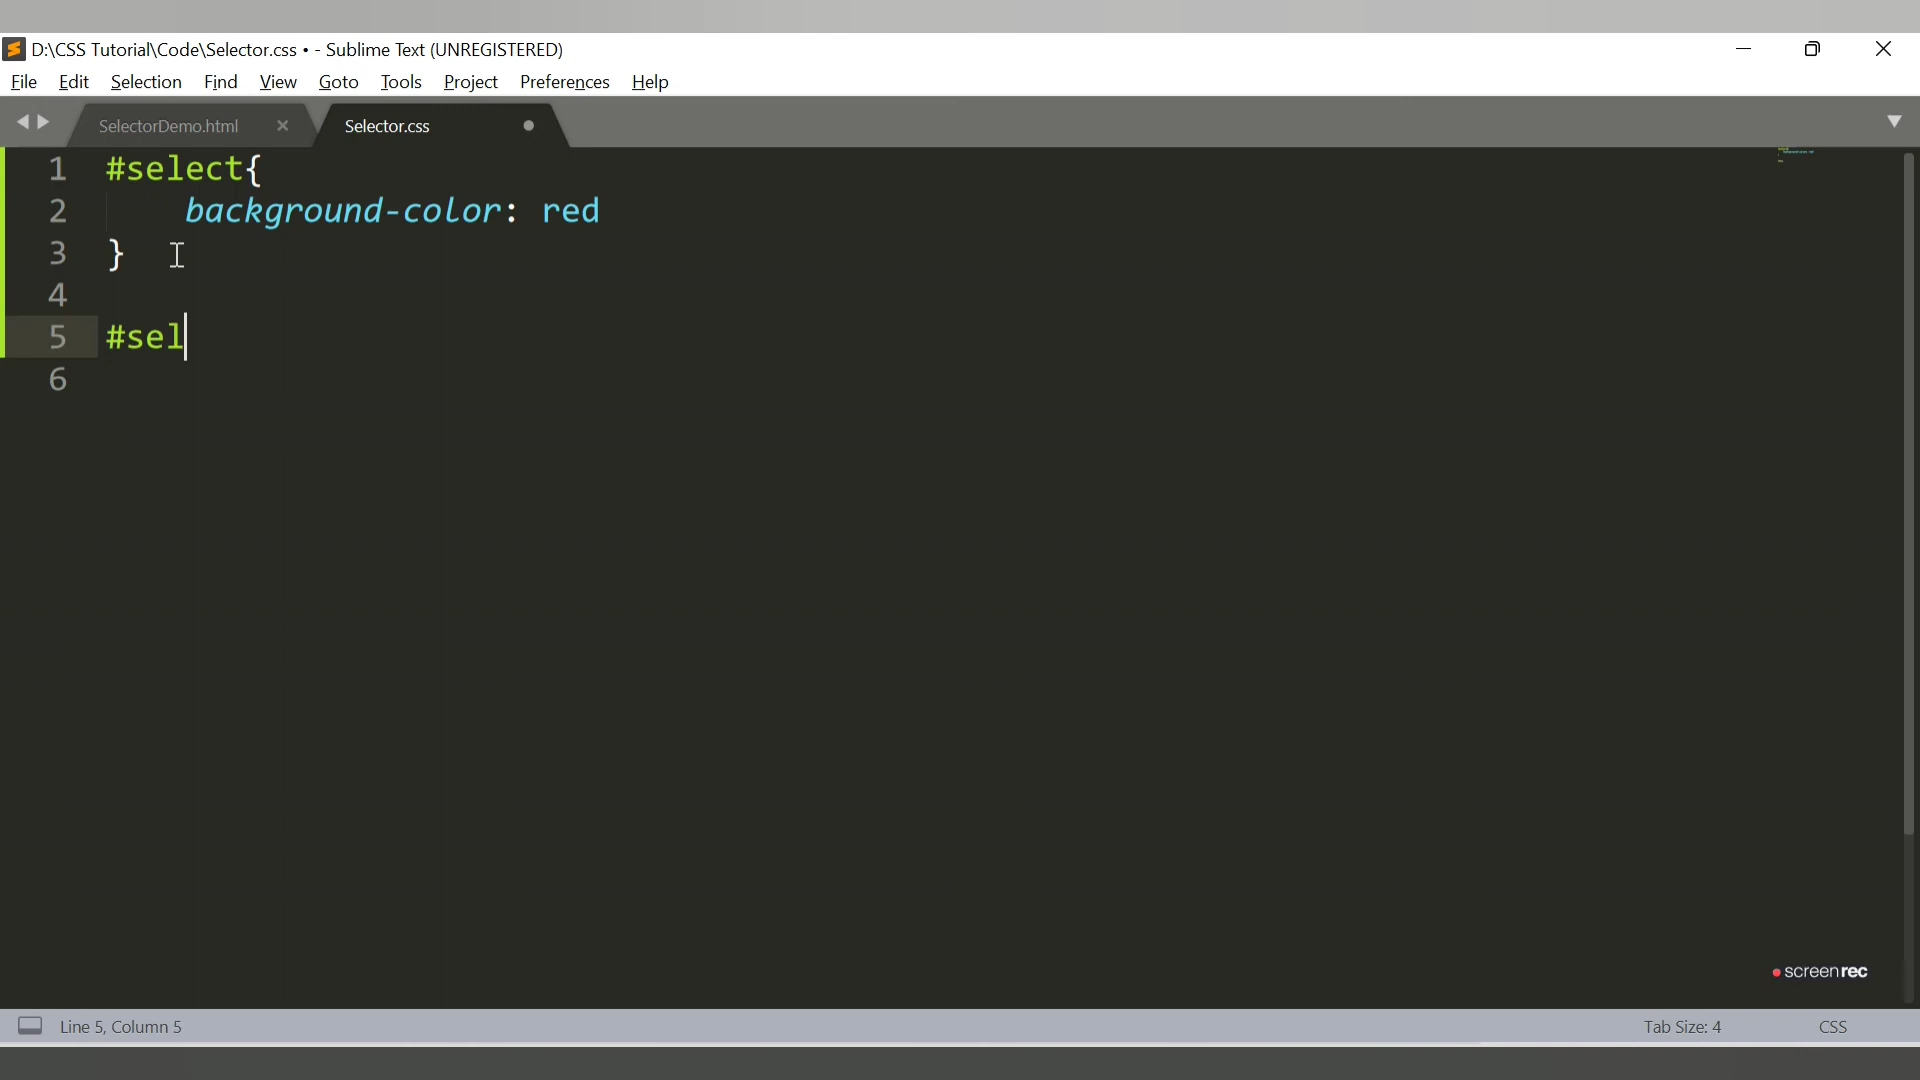 D:\CSS Tutorial\Code\Selector.css • - Sublime Text (UNREGISTERED)
File Edit Selection Find View Goto Tools Project Preferences Help
SelectorDemo.html Selector.css
1 #select{
2 background-color: red
3 }
4
5 #sel
6
screenrec
Line 5, Column 5 Tab Size: 4 CSS